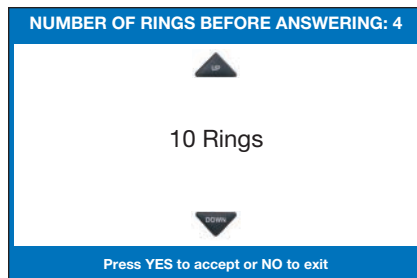 NUMBER OF RINGS BEFORE ANSWERING: 4
UP
10 Rings
DOWN
Press YES to accept or NO to exit